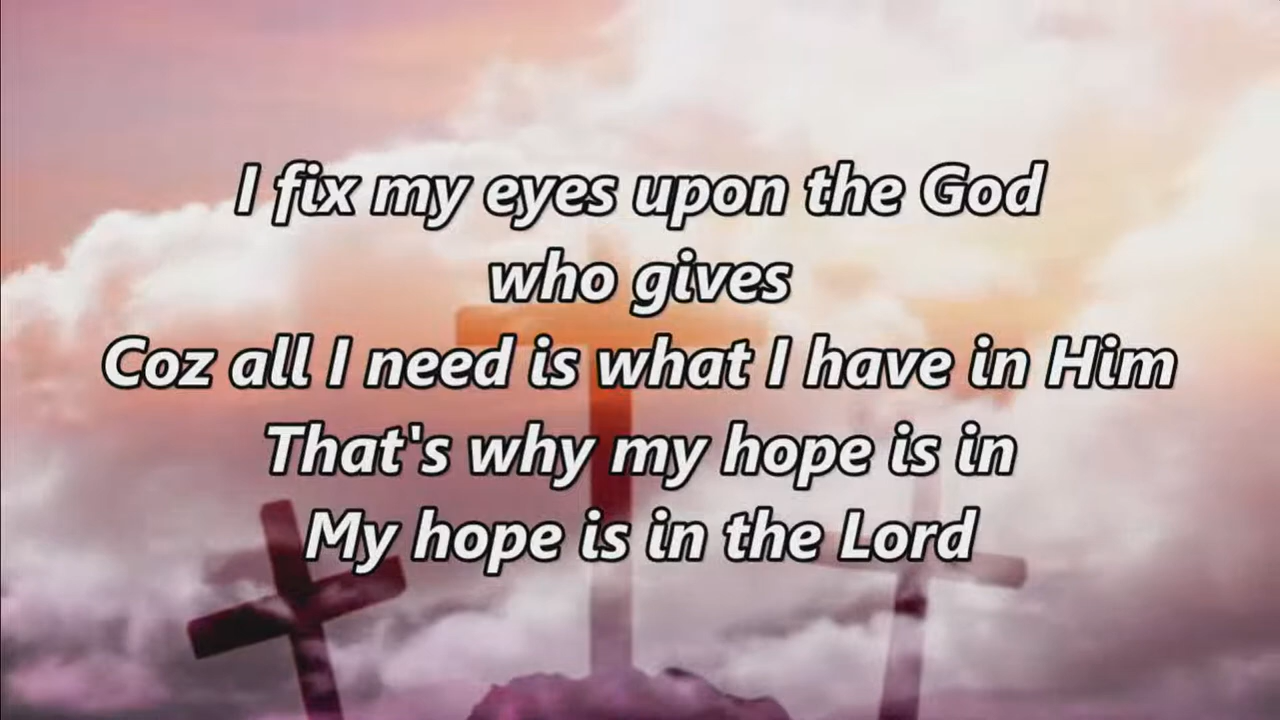 I fix my eyes upon the God
who gives
Coz all I need is what I have in Him
That's why my hope is in
My hope is in the Lord